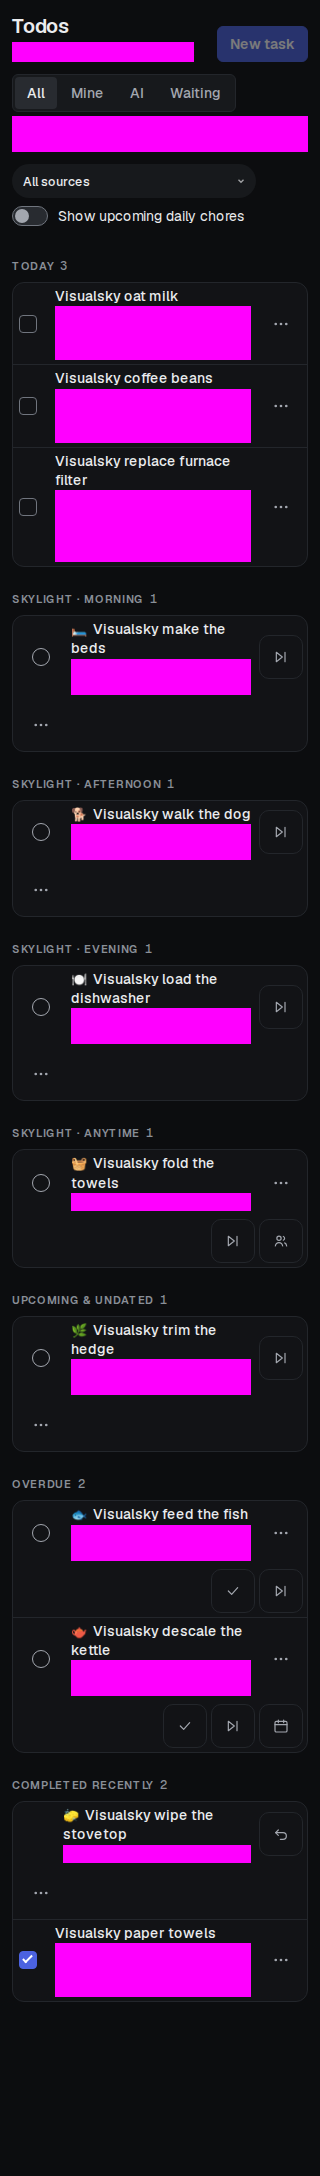 Todos
New task
All Mine AI Waiting
All sources
Show upcoming daily chores
TODAY 3
Visualsky oat milk
Visualsky coffee beans
Visualsky replace furnace
filter
SKYLIGHT · MORNING 1
🛏️ Visualsky make the
beds
SKYLIGHT · AFTERNOON 1
🐕 Visualsky walk the dog
SKYLIGHT · EVENING 1
🍽️ Visualsky load the
dishwasher
SKYLIGHT · ANYTIME 1
🧺 Visualsky fold the
towels
UPCOMING & UNDATED 1
🌿 Visualsky trim the
hedge
OVERDUE 2
🐟 Visualsky feed the fish
🫖 Visualsky descale the
kettle
COMPLETED RECENTLY 2
🧽 Visualsky wipe the
stovetop
Visualsky paper towels